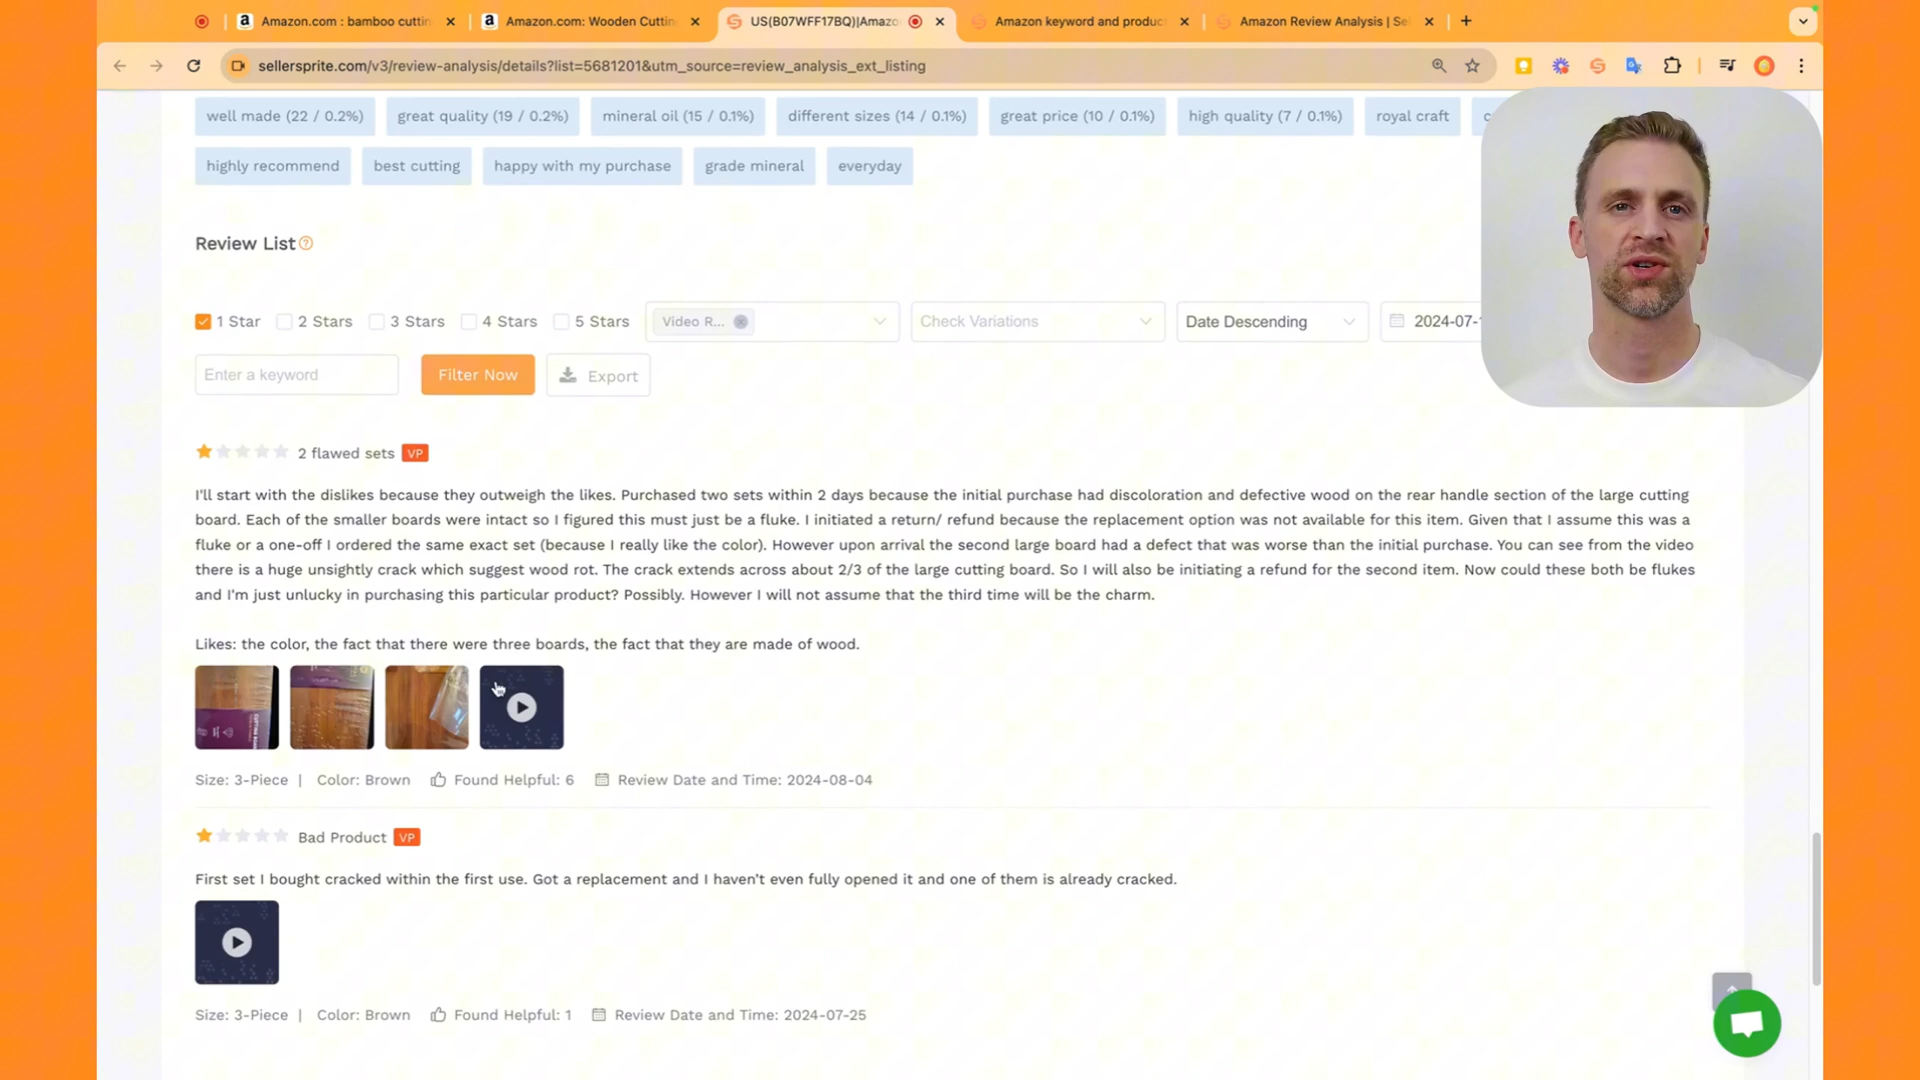 Amazon.com : bamboo cuttin
Amazon.com: Wooden Cuttin
US(B07WFF17BQ)|Amazo
Amazon keyword and produc
Amazon Review Analysis | Se
sellersprite.com/v3/review-analysis/details?list=5681201&utm_source=review_analysis_ext_listing
well made (22 / 0.2%)
great quality (19 / 0.2%)
mineral oil (15 / 0.1%)
different sizes (14 / 0.1%)
great price (10 / 0.1%)
high quality (7 / 0.1%)
royal craft
highly recommend
best cutting
happy with my purchase
grade mineral
everyday
Review List
1 Star
2 Stars
3 Stars
4 Stars
5 Stars
Video R...
Check Variations
Date Descending
2024-07-
Enter a keyword
Filter Now
Export
2 flawed sets VP
I'll start with the dislikes because they outweigh the likes. Purchased two sets within 2 days because the initial purchase had discoloration and defective wood on the rear handle section of the large cutting
board. Each of the smaller boards were intact so I figured this must just be a fluke. I initiated a return/ refund because the replacement option was not available for this item. Given that I assume this was a
fluke or a one-off I ordered the same exact set (because I really like the color). However upon arrival the second large board had a defect that was worse than the initial purchase. You can see from the video
there is a huge unsightly crack which suggest wood rot. The crack extends across about 2/3 of the large cutting board. So I will also be initiating a refund for the second item. Now could these both be flukes
and I'm just unlucky in purchasing this particular product? Possibly. However I will not assume that the third time will be the charm.
Likes: the color, the fact that there were three boards, the fact that they are made of wood.
Size: 3-Piece | Color: Brown Found Helpful: 6 Review Date and Time: 2024-08-04
Bad Product VP
First set I bought cracked within the first use. Got a replacement and I haven't even fully opened it and one of them is already cracked.
Size: 3-Piece | Color: Brown Found Helpful: 1 Review Date and Time: 2024-07-25